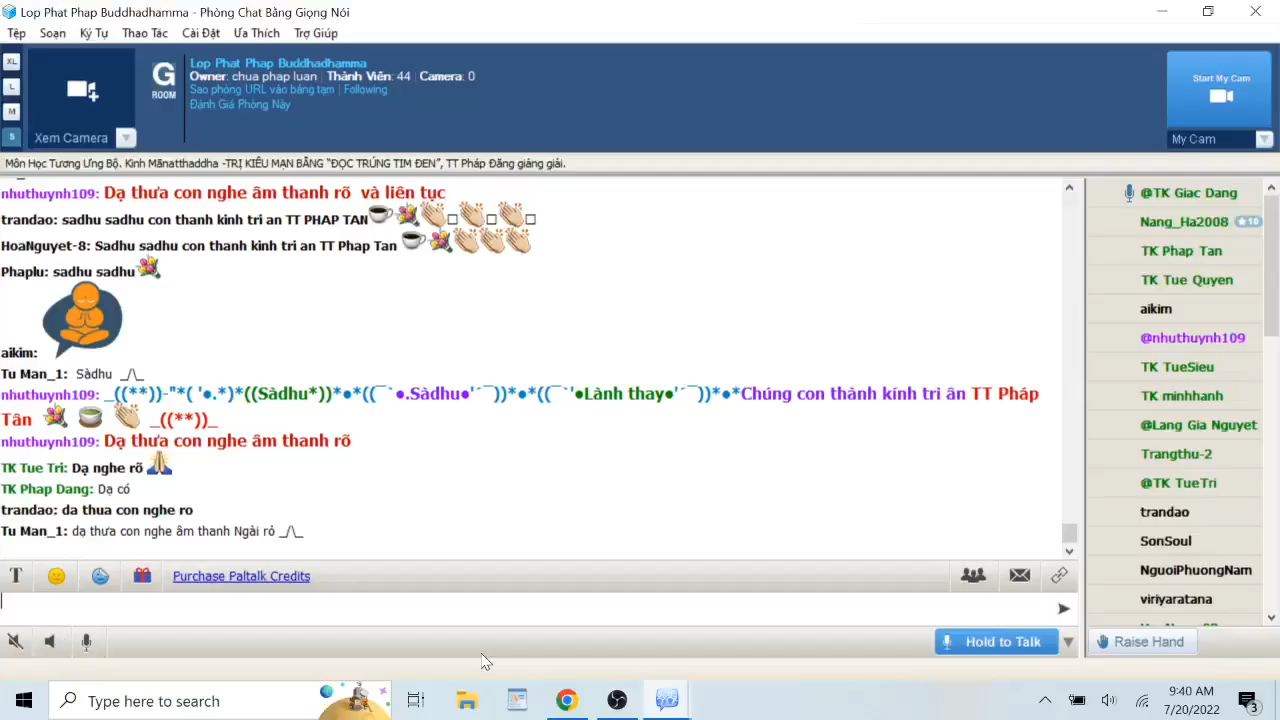 Lop Phat Phap Buddhadhamma - Phòng Chat Bằng Giọng Nói
Tệp Soạn Ký Tự Thao Tác Cài Đặt Ưa Thích Trợ Giúp
XL
L
M
S
Xem Camera
G
ROOM
Lop Phat Phap Buddhadhamma
Owner: chua phap luan | Thành Viên: 44 | Camera: 0
Sao phòng URL vào bảng tạm | Following
Đánh Giá Phòng Này
Start My Cam
My Cam
Môn Học Tương Ưng Bộ. Kinh Mānatthaddha -TRỊ KIÊU MẠN BẰNG “ĐỌC TRÚNG TIM ĐEN”, TT Pháp Đăng giảng giải.
nhuthuynh109: Dạ thưa con nghe âm thanh rõ và liên tục
trandao: sadhu sadhu con thanh kinh tri an TT PHAP TAN
HoaNguyet-8: Sadhu sadhu con thanh kinh tri an TT Phap Tan
Phaplu: sadhu sadhu
aikim:
Tu Man_1: Sàdhu _/\_
nhuthuynh109: _((**))-"*( '●.*)*((Sàdhu*))*●*((¯`●.Sàdhu●'´¯))*●*((¯`'●Lành thay●'´¯))*●*Chúng con thành kính tri ân TT Pháp
Tân _((**))_
nhuthuynh109: Dạ thưa con nghe âm thanh rõ
TK Tue Tri: Dạ nghe rõ
TK Phap Dang: Dạ có
trandao: da thua con nghe ro
Tu Man_1: dạ thưa con nghe âm thanh Ngài rỏ _/\_
@TK Giac Dang
Nang_Ha2008 10
TK Phap Tan
TK Tue Quyen
aikim
@nhuthuynh109
TK TueSieu
TK minhhanh
@Lang Gia Nguyet
Trangthu-2
@TK TueTri
trandao
SonSoul
NguoiPhuongNam
viriyaratana
T
Purchase Paltalk Credits
Hold to Talk
Raise Hand
Type here to search
9:40 AM
7/20/2022
3